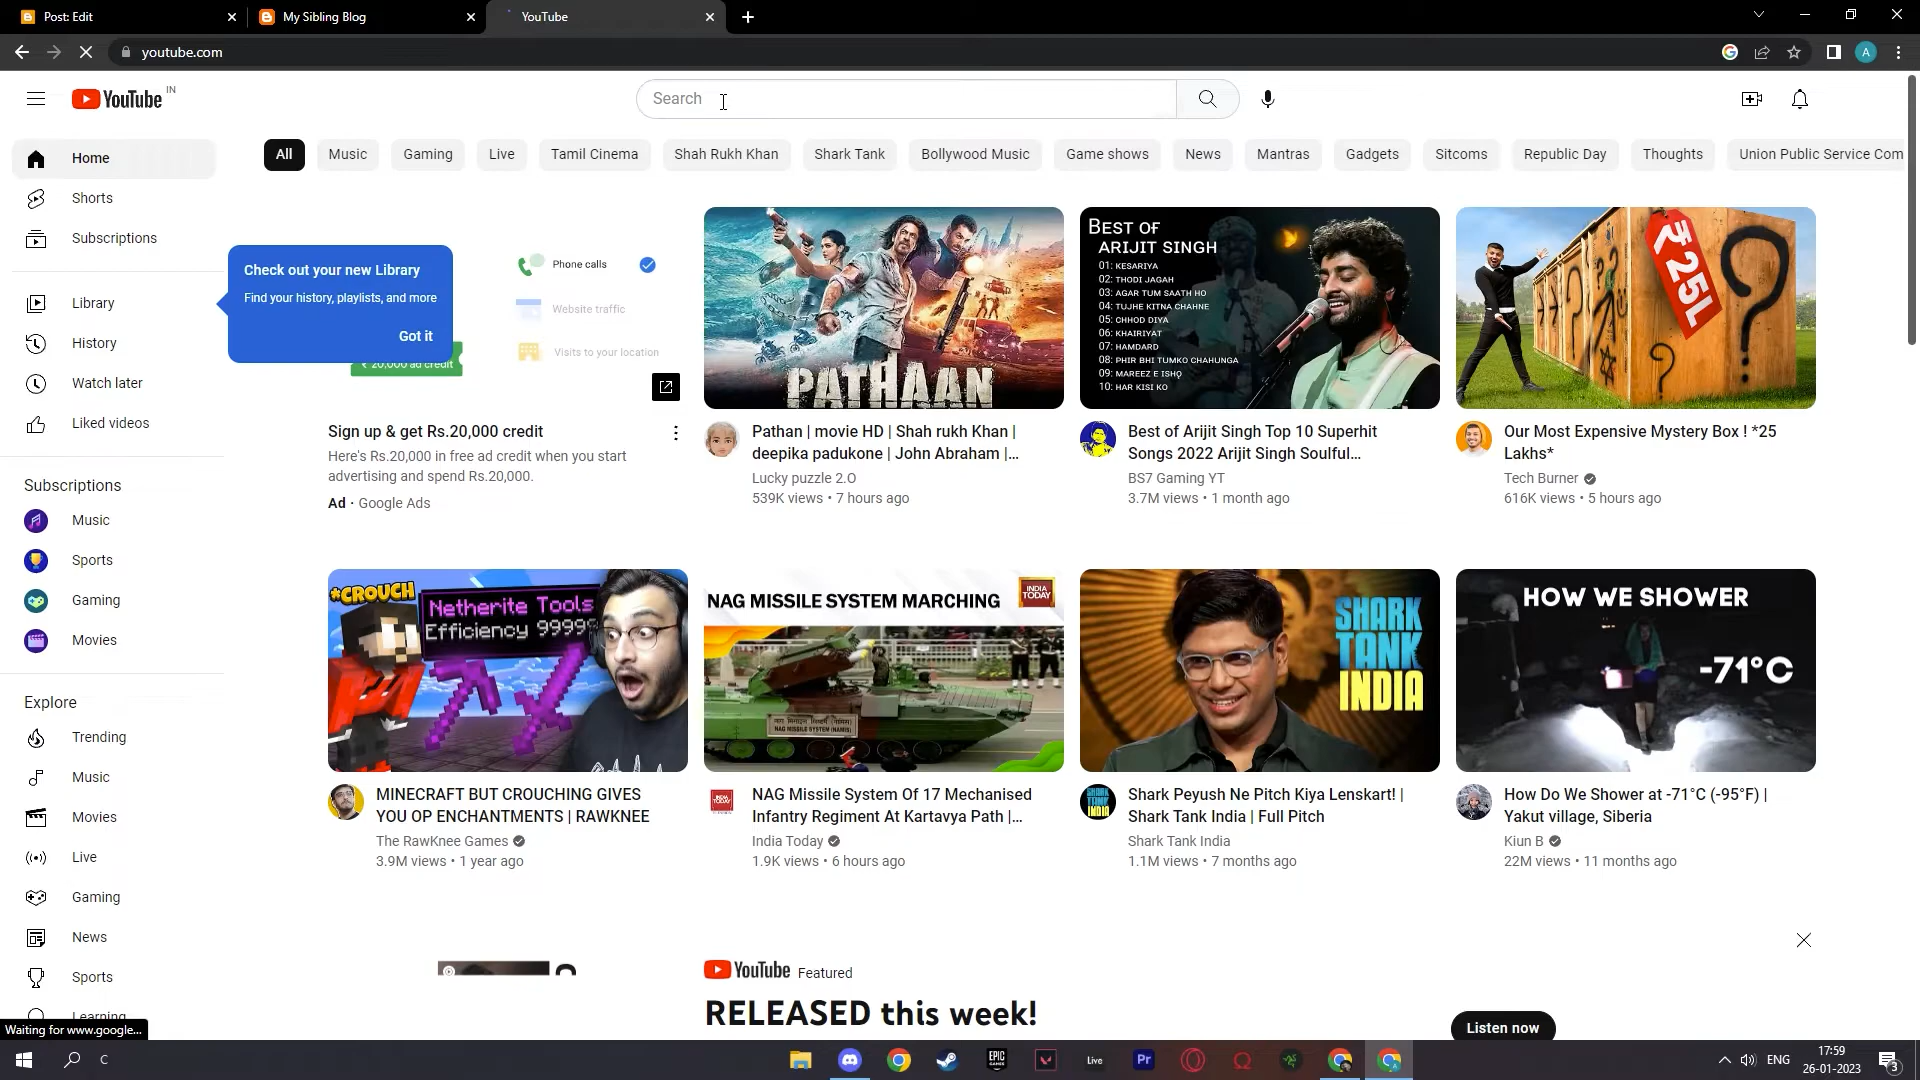 Post: Edit
My Sibling Blog
YouTube
youtube.com
A
YouTube IN
Search
Home
Shorts
Subscriptions
Library
History
Watch later
Liked videos
Subscriptions
Music
Sports
Gaming
Movies
Explore
Trending
Music
Movies
Live
Gaming
News
Sports
Learning
Waiting for www.google...
All
Music
Gaming
Live
Tamil Cinema
Shah Rukh Khan
Shark Tank
Bollywood Music
Game shows
News
Mantras
Gadgets
Sitcoms
Republic Day
Thoughts
Union Public Service Com
Check out your new Library
Find your history, playlists, and more
Got it
Phone calls
Website traffic
Visits to your location
₹ 20,000 ad credit
Sign up & get Rs.20,000 credit
Here's Rs.20,000 in free ad credit when you start
advertising and spend Rs.20,000.
Ad · Google Ads
PATHAAN
Pathan | movie HD | Shah rukh Khan |
deepika padukone | John Abraham |...
Lucky puzzle 2.O
539K views • 7 hours ago
BEST OF
ARIJIT SINGH
01: KESARIYA
02: THODI JAGAH
03: AGAR TUM SAATH HO
04: TUJHE KITNA CHAHNE
05: CHHOD DIYA
06: KHAIRIYAT
07: HAMDARD
08: PHIR BHI TUMKO CHAHUNGA
09: MAREEZ E ISHQ
10: HAR KISI KO
Best of Arijit Singh Top 10 Superhit
Songs 2022 Arijit Singh Soulful...
BS7 Gaming YT
3.7M views • 1 month ago
₹25L
Our Most Expensive Mystery Box ! *25
Lakhs*
Tech Burner
616K views • 5 hours ago
*CROUCH
Netherite Tools
Efficiency 99999
MINECRAFT BUT CROUCHING GIVES
YOU OP ENCHANTMENTS | RAWKNEE
The RawKnee Games
3.9M views • 1 year ago
NAG MISSILE SYSTEM MARCHING
INDIA
TODAY
NAG MISSILE SYSTEM (NAMIS)
NAG Missile System Of 17 Mechanised
Infantry Regiment At Kartavya Path |...
India Today
1.9K views • 6 hours ago
SHARK
TANK
INDIA
Shark Peyush Ne Pitch Kiya Lenskart! |
Shark Tank India | Full Pitch
Shark Tank India
1.1M views • 7 months ago
HOW WE SHOWER
-71°C
How Do We Shower at -71°C (-95°F) |
Yakut village, Siberia
Kiun B
22M views • 11 months ago
YouTube Featured
RELEASED this week!
Listen now
C
EPIC
GAMES
Live
Pr
ENG
17:59
26-01-2023
3